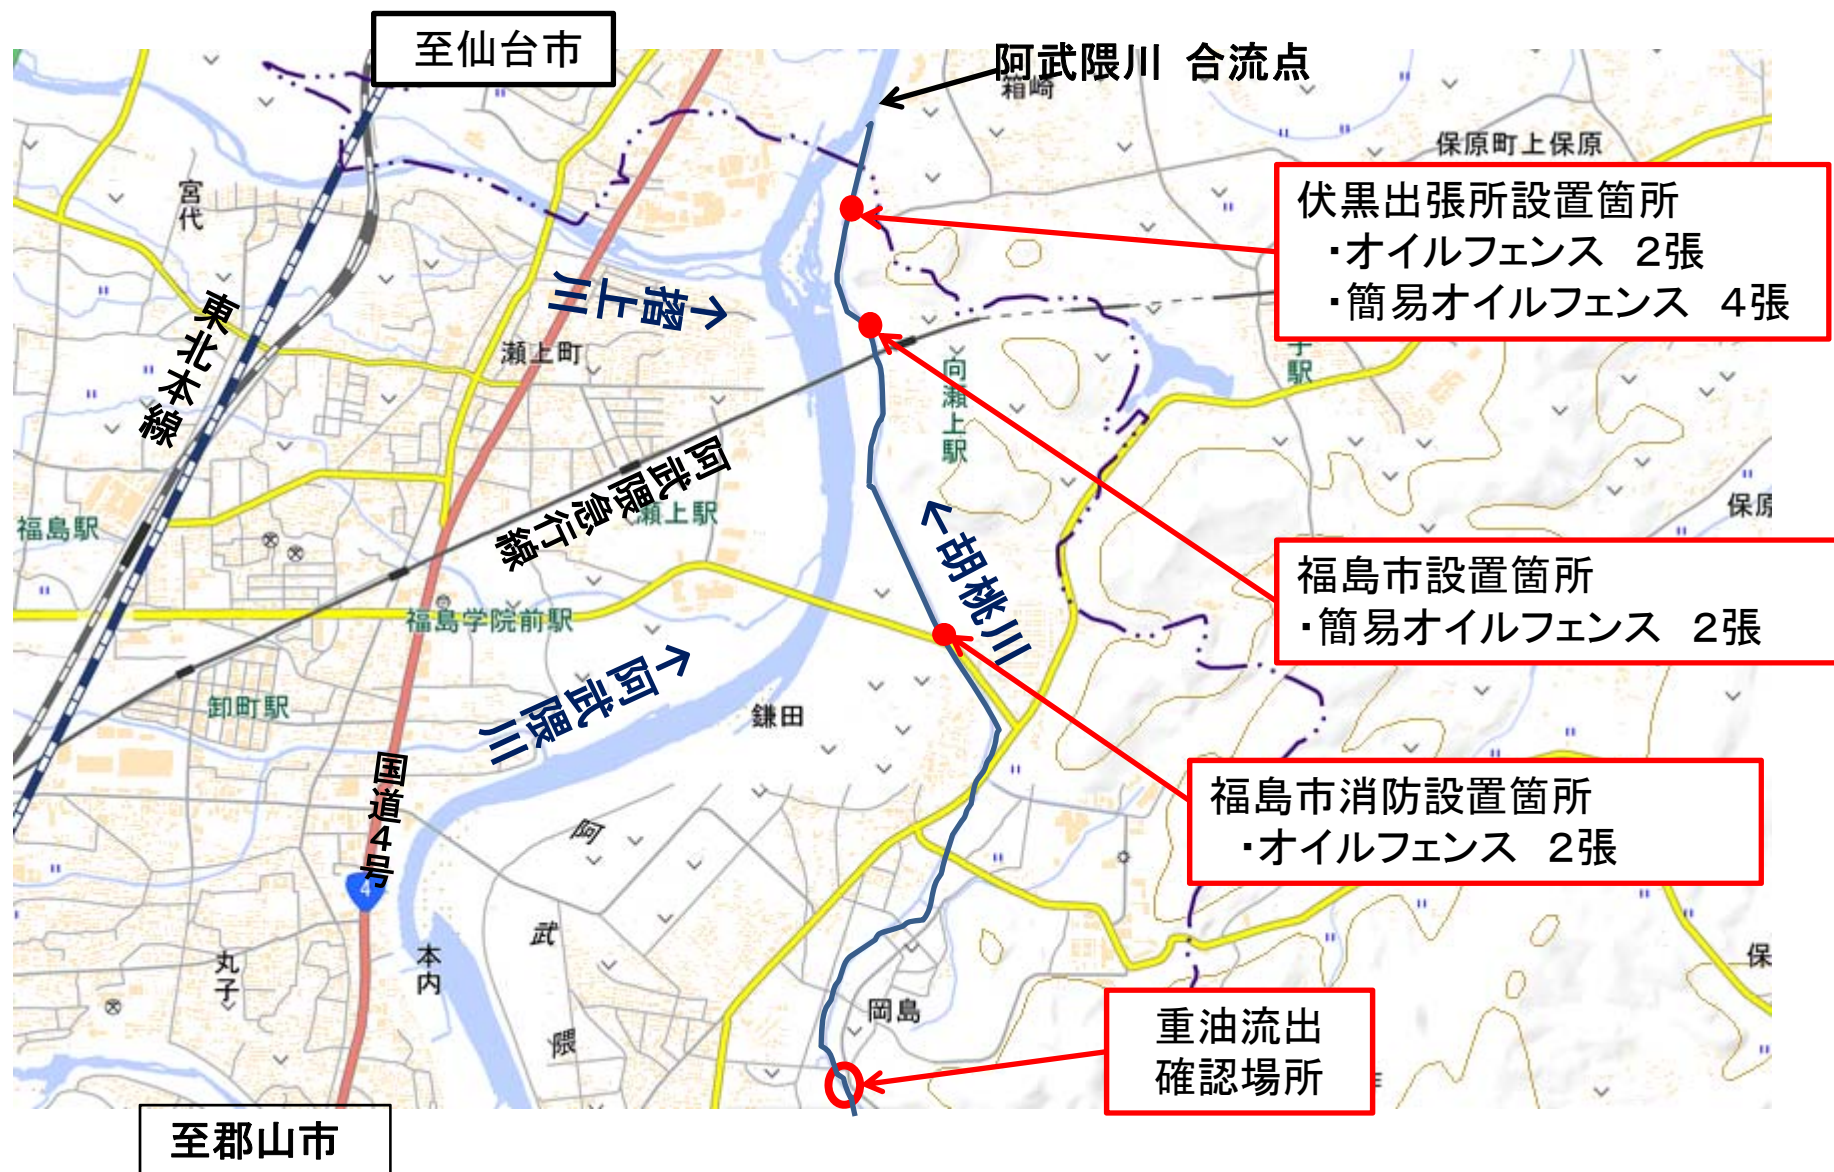 至仙台市
阿武隈川 合流点
箱崎
保原町上保原
宮代
伏黒出張所設置箇所
・オイルフェンス 2張
・簡易オイルフェンス 4張
摺上川→
東北本線
瀬上町
向瀬上駅
手駅
阿武隈急行線
瀬上駅
福島駅
保原
←胡桃川
福島市設置箇所
・簡易オイルフェンス 2張
福島学院前駅
阿武隈川→
卸町駅
鎌田
国道4号
4
福島市消防設置箇所
・オイルフェンス 2張
阿
武
隈
本内
丸子
保
岡島
重油流出
確認場所
至郡山市